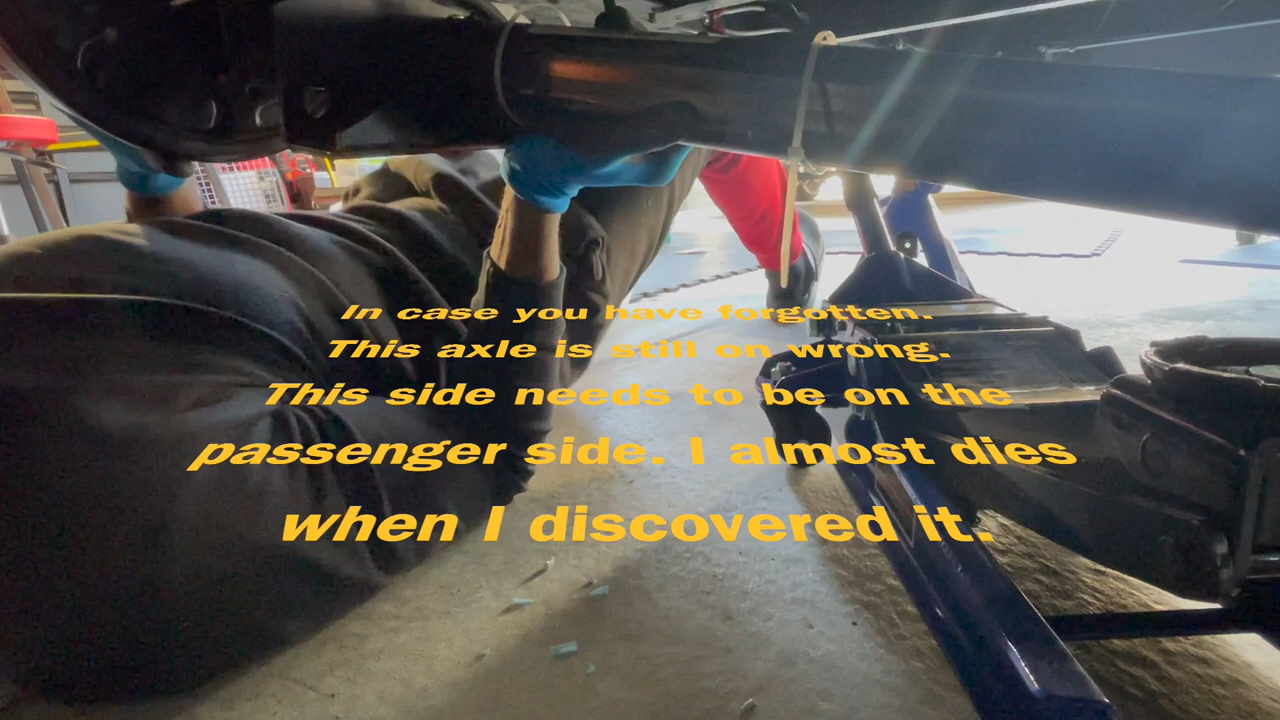 In case you have forgotten.
This axle is still on wrong.
This side needs to be on the
passenger side. I almost dies
when I discovered it.